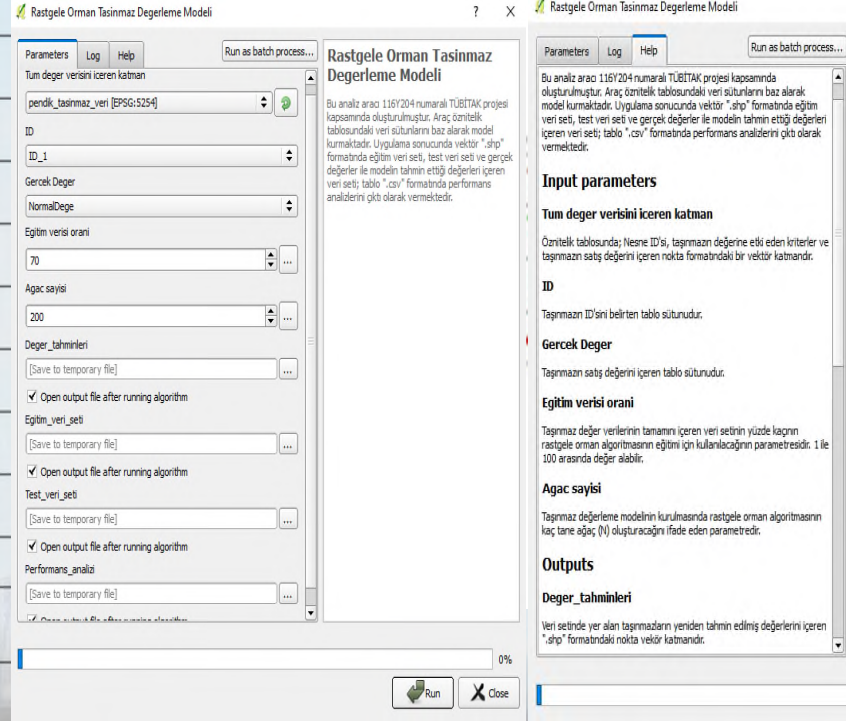 Rastgele Orman Tasinmaz Degerleme Modeli
? X
Parameters Log Help Run as batch process...
Tum deger verisini iceren katman
pendik_tasinmaz_veri [EPSG:5254]
ID
ID_1
Gercek Deger
NormalDege
Egitim verisi orani
70 ...
Agac sayisi
200 ...
Deger_tahminleri
[Save to temporary file] ...
Open output file after running algorithm
Egitim_veri_seti
[Save to temporary file] ...
Open output file after running algorithm
Test_veri_seti
[Save to temporary file] ...
Open output file after running algorithm
Performans_analizi
[Save to temporary file] ...
Open output file after running algorithm
Rastgele Orman Tasinmaz
Degerleme Modeli
Bu analiz aracı 116Y204 numaralı TÜBİTAK projesi
kapsamında oluşturulmuştur. Araç öznitelik
tablosundaki veri sütunlarını baz alarak model
kurmaktadır. Uygulama sonucunda vektör ".shp"
formatında eğitim veri seti, test veri seti ve gerçek
değerler ile modelin tahmin ettiği değerleri içeren
veri seti; tablo ".csv" formatında performans
analizlerini çıktı olarak vermektedir.
0%
Run Close
Rastgele Orman Tasinmaz Degerleme Modeli
Parameters Log Help Run as batch process...
Bu analiz aracı 116Y204 numaralı TÜBİTAK projesi kapsamında
oluşturulmuştur. Araç öznitelik tablosundaki veri sütunlarını baz alarak
model kurmaktadır. Uygulama sonucunda vektör ".shp" formatında eğitim
veri seti, test veri seti ve gerçek değerler ile modelin tahmin ettiği değerleri
içeren veri seti; tablo ".csv" formatında performans analizlerini çıktı olarak
vermektedir.
Input parameters
Tum deger verisini iceren katman
Öznitelik tablosunda; Nesne ID'si, taşınmazın değerine etki eden kriterler ve
taşınmazın satış değerini içeren nokta formatındaki bir vektör katmandır.
ID
Taşınmazın ID'sini belirten tablo sütunudur.
Gercek Deger
Taşınmazın satış değerini içeren tablo sütunudur.
Egitim verisi orani
Taşınmaz değer verilerinin tamamını içeren veri setinin yüzde kaçının
rastgele orman algoritmasının eğitimi için kullanılacağının parametresidir. 1 ile
100 arasında değer alabilir.
Agac sayisi
Taşınmaz değerleme modelinin kurulmasında rastgele orman algoritmasının
kaç tane ağaç (N) oluşturacağını ifade eden parametredir.
Outputs
Deger_tahminleri
Veri setinde yer alan taşınmazların yeniden tahmin edilmiş değerlerini içeren
".shp" formatındaki nokta vekör katmanıdır.